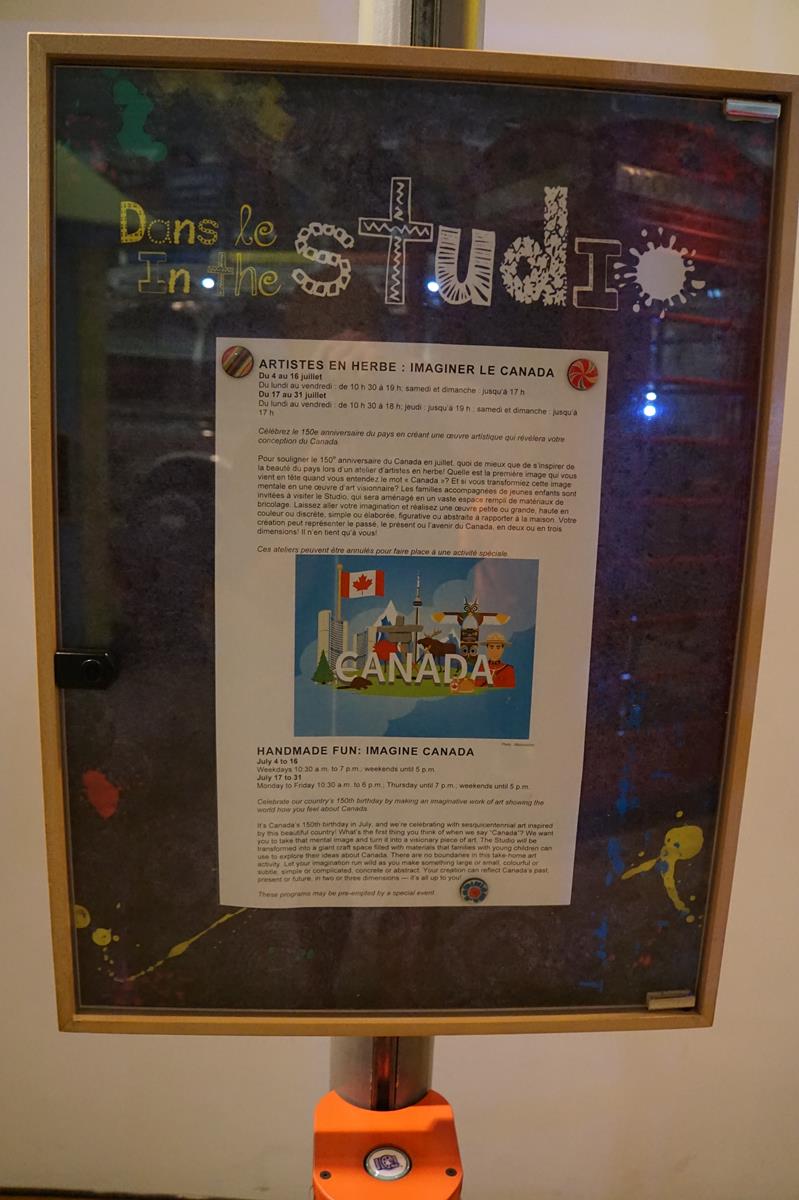 Dans le
In the
studio
ARTISTES EN HERBE : IMAGINER LE CANADA
Du 4 au 16 juillet
Du lundi au vendredi : de 10 h 30 à 19 h; samedi et dimanche : jusqu'à 17 h
Du 17 au 31 juillet
Du lundi au vendredi : de 10 h 30 à 18 h; jeudi : jusqu'à 19 h ; samedi et dimanche : jusqu'à
17 h
Célébrez le 150e anniversaire du pays en créant une œuvre artistique qui révèlera votre
conception du Canada.
Pour souligner le 150e anniversaire du Canada en juillet, quoi de mieux que de s'inspirer de
la beauté du pays lors d'un atelier d'artistes en herbe! Quelle est la première image qui vous
vient en tête quand vous entendez le mot « Canada »? Et si vous transformiez cette image
mentale en une œuvre d'art visionnaire? Les familles accompagnées de jeunes enfants sont
invitées à visiter le Studio, qui sera aménagé en un vaste espace rempli de matériaux de
bricolage. Laissez aller votre imagination et réalisez une œuvre petite ou grande, haute en
couleur ou discrète, simple ou élaborée, figurative ou abstraite à rapporter à la maison. Votre
création peut représenter le passé, le présent ou l'avenir du Canada, en deux ou en trois
dimensions! Il n'en tient qu'à vous!
Ces ateliers peuvent être annulés pour faire place à une activité spéciale.
CANADA
HANDMADE FUN: IMAGINE CANADA
July 4 to 16
Weekdays 10:30 a.m. to 7 p.m.; weekends until 5 p.m.
July 17 to 31
Monday to Friday 10:30 a.m. to 6 p.m.; Thursday until 7 p.m.; weekends until 5 p.m.
Celebrate our country's 150th birthday by making an imaginative work of art showing the
world how you feel about Canada.
It's Canada's 150th birthday in July, and we're celebrating with sesquicentennial art inspired
by this beautiful country! What's the first thing you think of when we say "Canada"? We want
you to take that mental image and turn it into a visionary piece of art. The Studio will be
transformed into a giant craft space filled with materials that families with young children can
use to explore their ideas about Canada. There are no boundaries in this take-home art
activity. Let your imagination run wild as you make something large or small, colourful or
subtle, simple or complicated, concrete or abstract. Your creation can reflect Canada's past,
present or future, in two or three dimensions — it's all up to you!
These programs may be pre-empted by a special event.